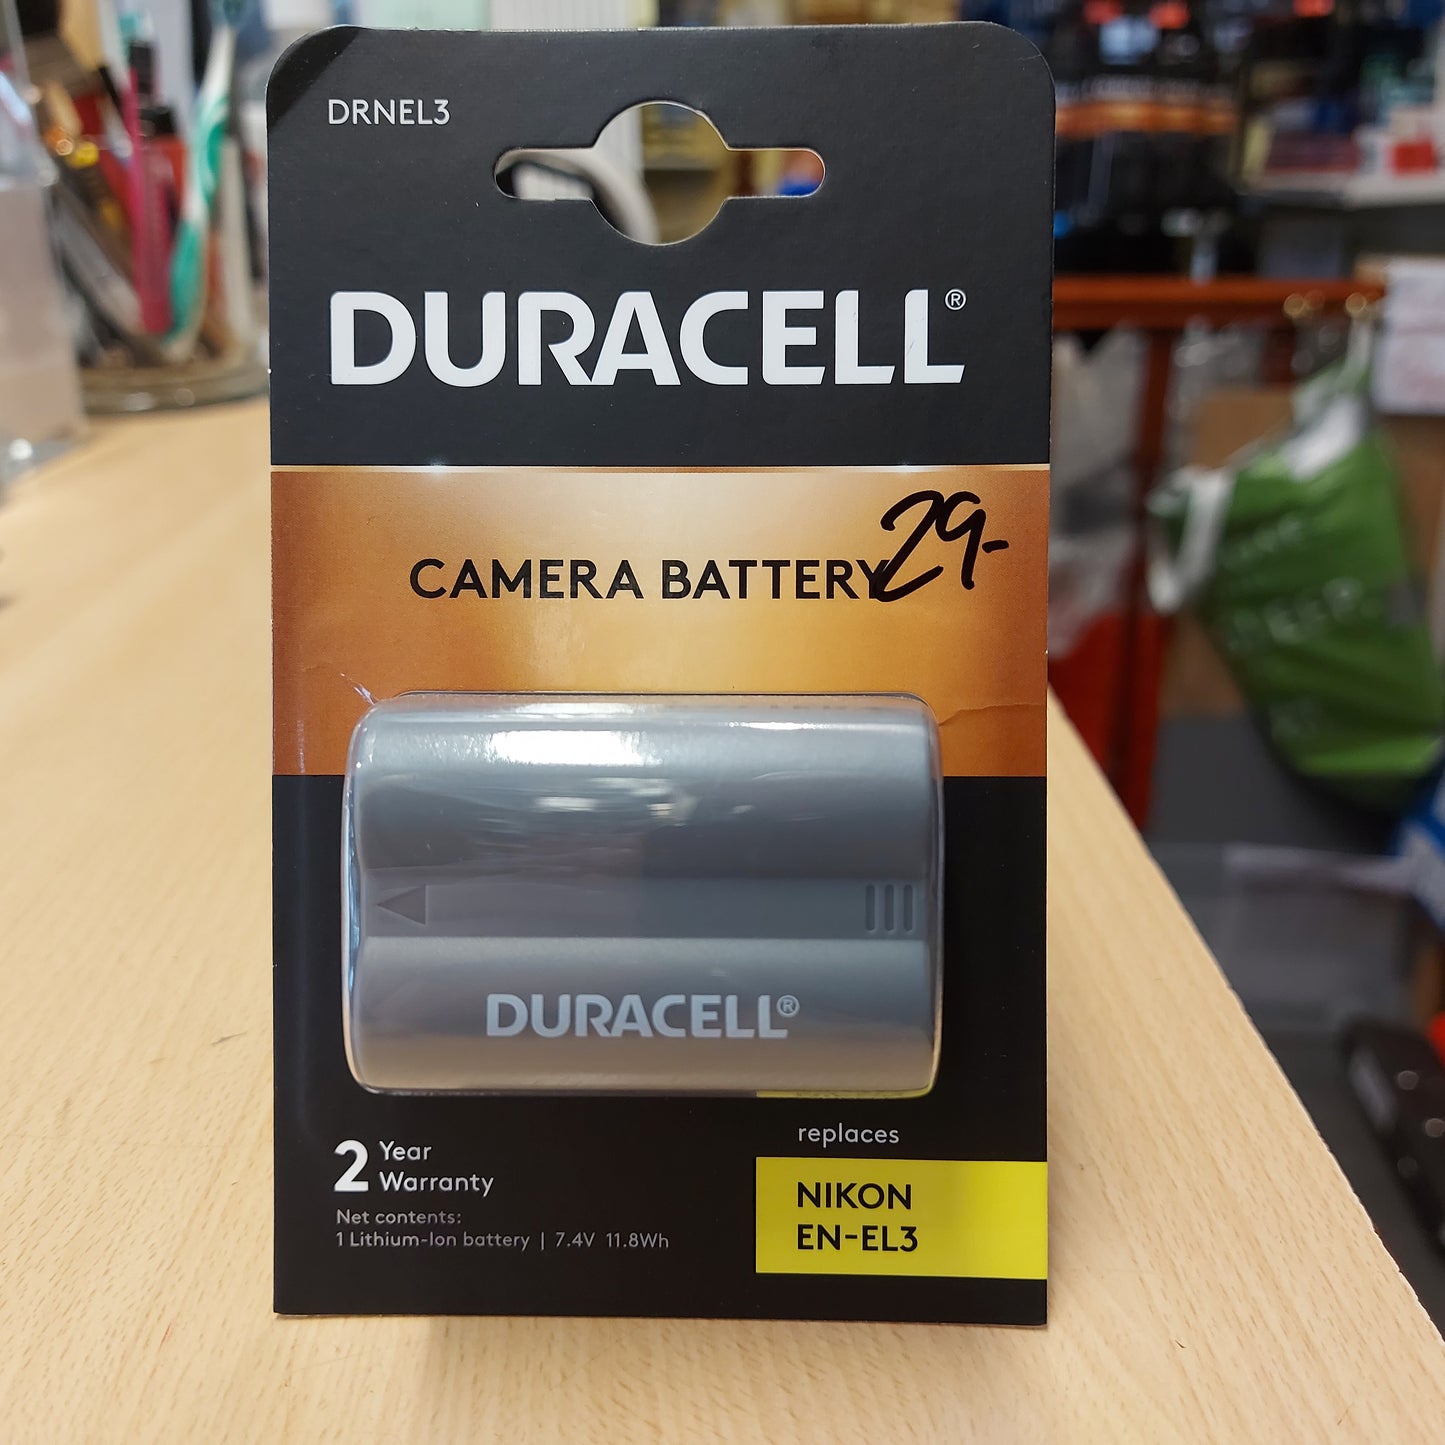 DRNEL3
DURACELL®
29-
CAMERA BATTERY
DURACELL®
2 Year
Warranty
Net contents:
1 Lithium-Ion battery | 7.4V 11.8Wh
replaces
NIKON
EN-EL3